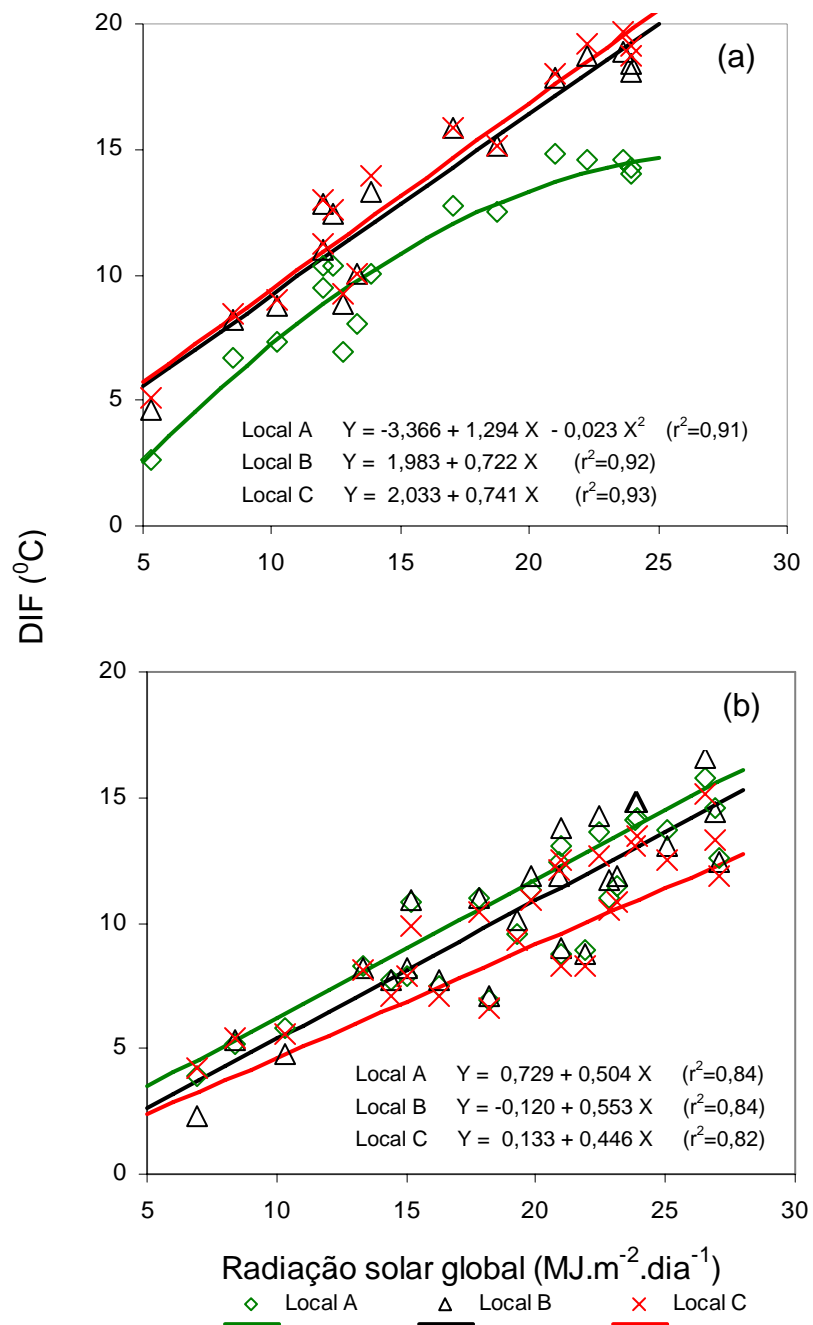 20
(a)
15
10
5
Local A Y = -3,366 + 1,294 X - 0,023 X² (r²=0,91)
Local B Y = 1,983 + 0,722 X (r²=0,92)
Local C Y = 2,033 + 0,741 X (r²=0,93)
0
5 10 15 20 25 30
DIF (⁰C)
20
(b)
15
10
5
Local A Y = 0,729 + 0,504 X (r²=0,84)
Local B Y = -0,120 + 0,553 X (r²=0,84)
Local C Y = 0,133 + 0,446 X (r²=0,82)
0
5 10 15 20 25 30
Radiação solar global (MJ.m⁻².dia⁻¹)
Local A Local B Local C